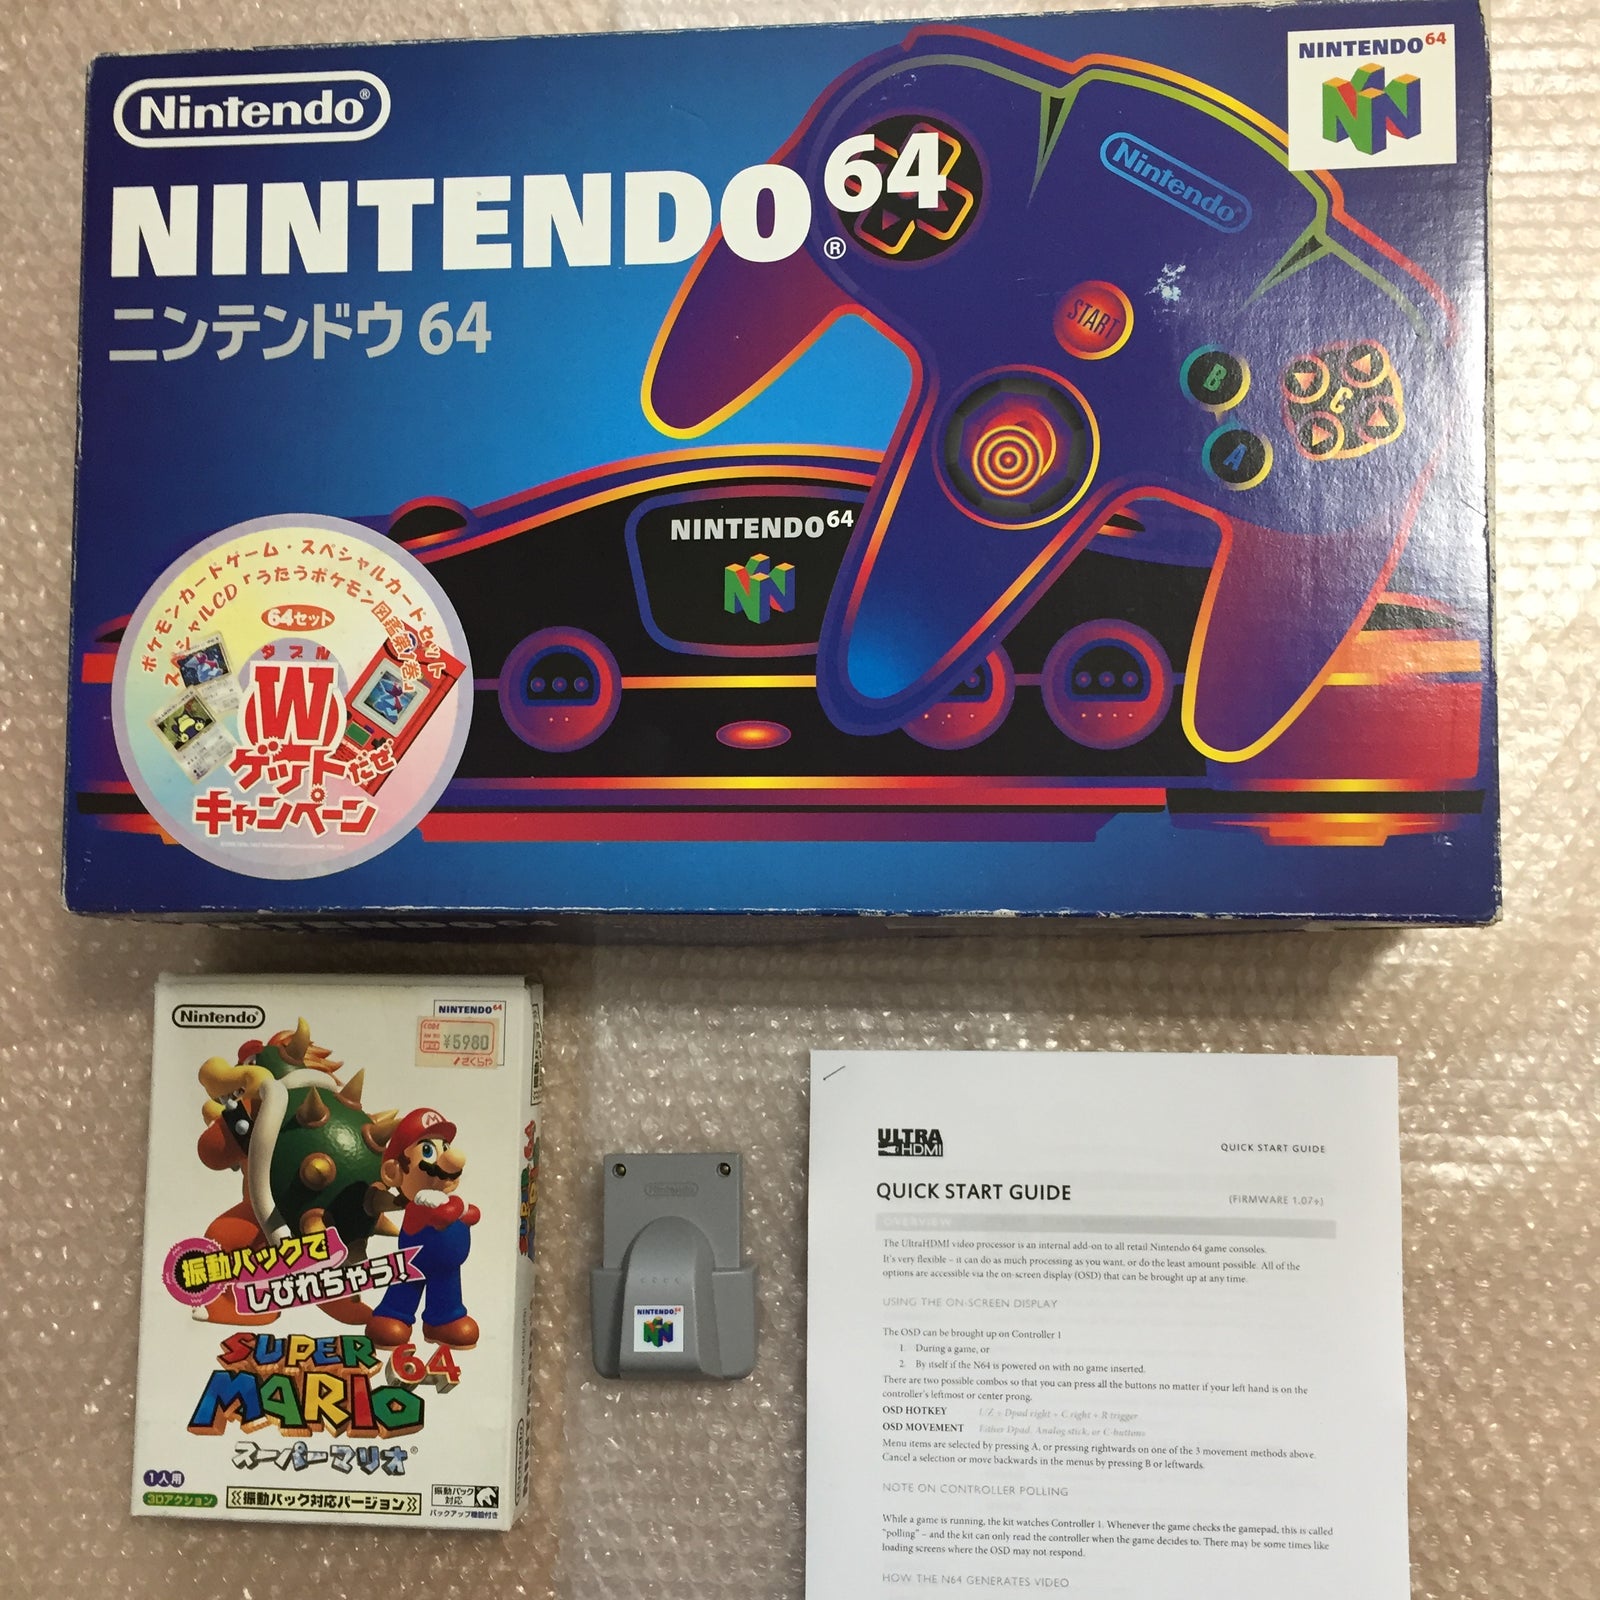 Nintendo®
NINTENDO64®
ニンテンドウ64
NINTENDO64
Nintendo
START
B
A
C
NINTENDO64
ポケモンカードゲーム・スペシャルカードセット
スペシャルCD「うたうポケモン図鑑
64セット
ダブル
W
ゲットだぜ
キャンペーン
Nintendo
NINTENDO64
CODE
¥5980
さくらや
振動パックで
しびれちゃう!
SUPER
MARIO 64
スーパーマリオ®
1人用
3Dアクション
振動パック対応バージョン
振動パック
対応
バックアップ機能付き
Nintendo
Nintendo
NINTENDO64
ULTRA
HDMI
QUICK START GUIDE
QUICK START GUIDE
(FIRMWARE 1.07+)
OVERVIEW
The UltraHDMI video processor is an internal add-on to all retail Nintendo 64 game consoles.
It's very flexible – it can do as much processing as you want, or do the least amount possible. All of the
options are accessible via the on-screen display (OSD) that can be brought up at any time.
USING THE ON-SCREEN DISPLAY
The OSD can be brought up on Controller 1
1. During a game, or
2. By itself if the N64 is powered on with no game inserted.
There are two possible combos so that you can press all the buttons no matter if your left hand is on the
controller's leftmost or center prong.
OSD HOTKEY L/Z + Dpad right + C right + R trigger
OSD MOVEMENT Either Dpad, Analog stick, or C-buttons
Menu items are selected by pressing A, or pressing rightwards on one of the 3 movement methods above.
Cancel a selection or move backwards in the menus by pressing B or leftwards.
NOTE ON CONTROLLER POLLING
While a game is running, the kit watches Controller 1. Whenever the game checks the gamepad, this is called
"polling" – and the kit can only read the controller when the game decides to. There may be some times like
loading screens where the OSD may not respond.
HOW THE N64 GENERATES VIDEO